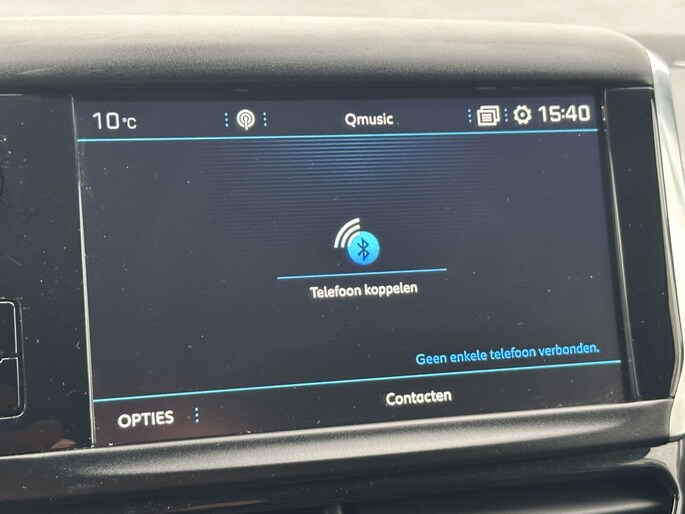 10 °C
Qmusic
15:40
Telefoon koppelen
Geen enkele telefoon verbonden.
OPTIES
Contacten